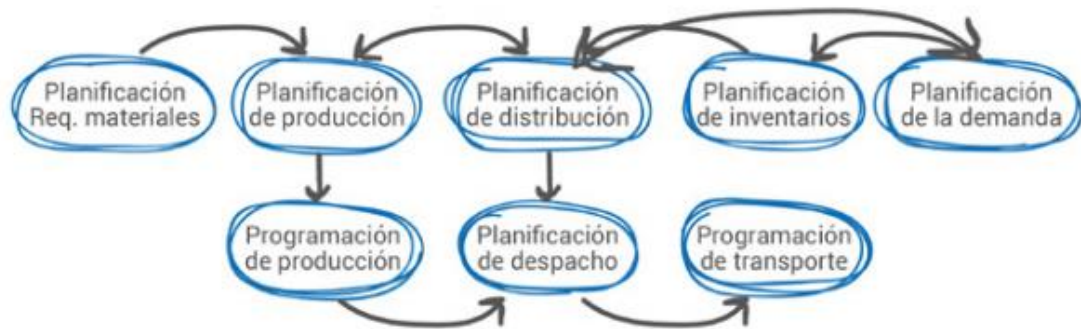 Planificación
Req. materiales
Planificación
de producción
Planificación
de distribución
Planificación
de inventarios
Planificación
de la demanda
Programación
de producción
Planificación
de despacho
Programación
de transporte